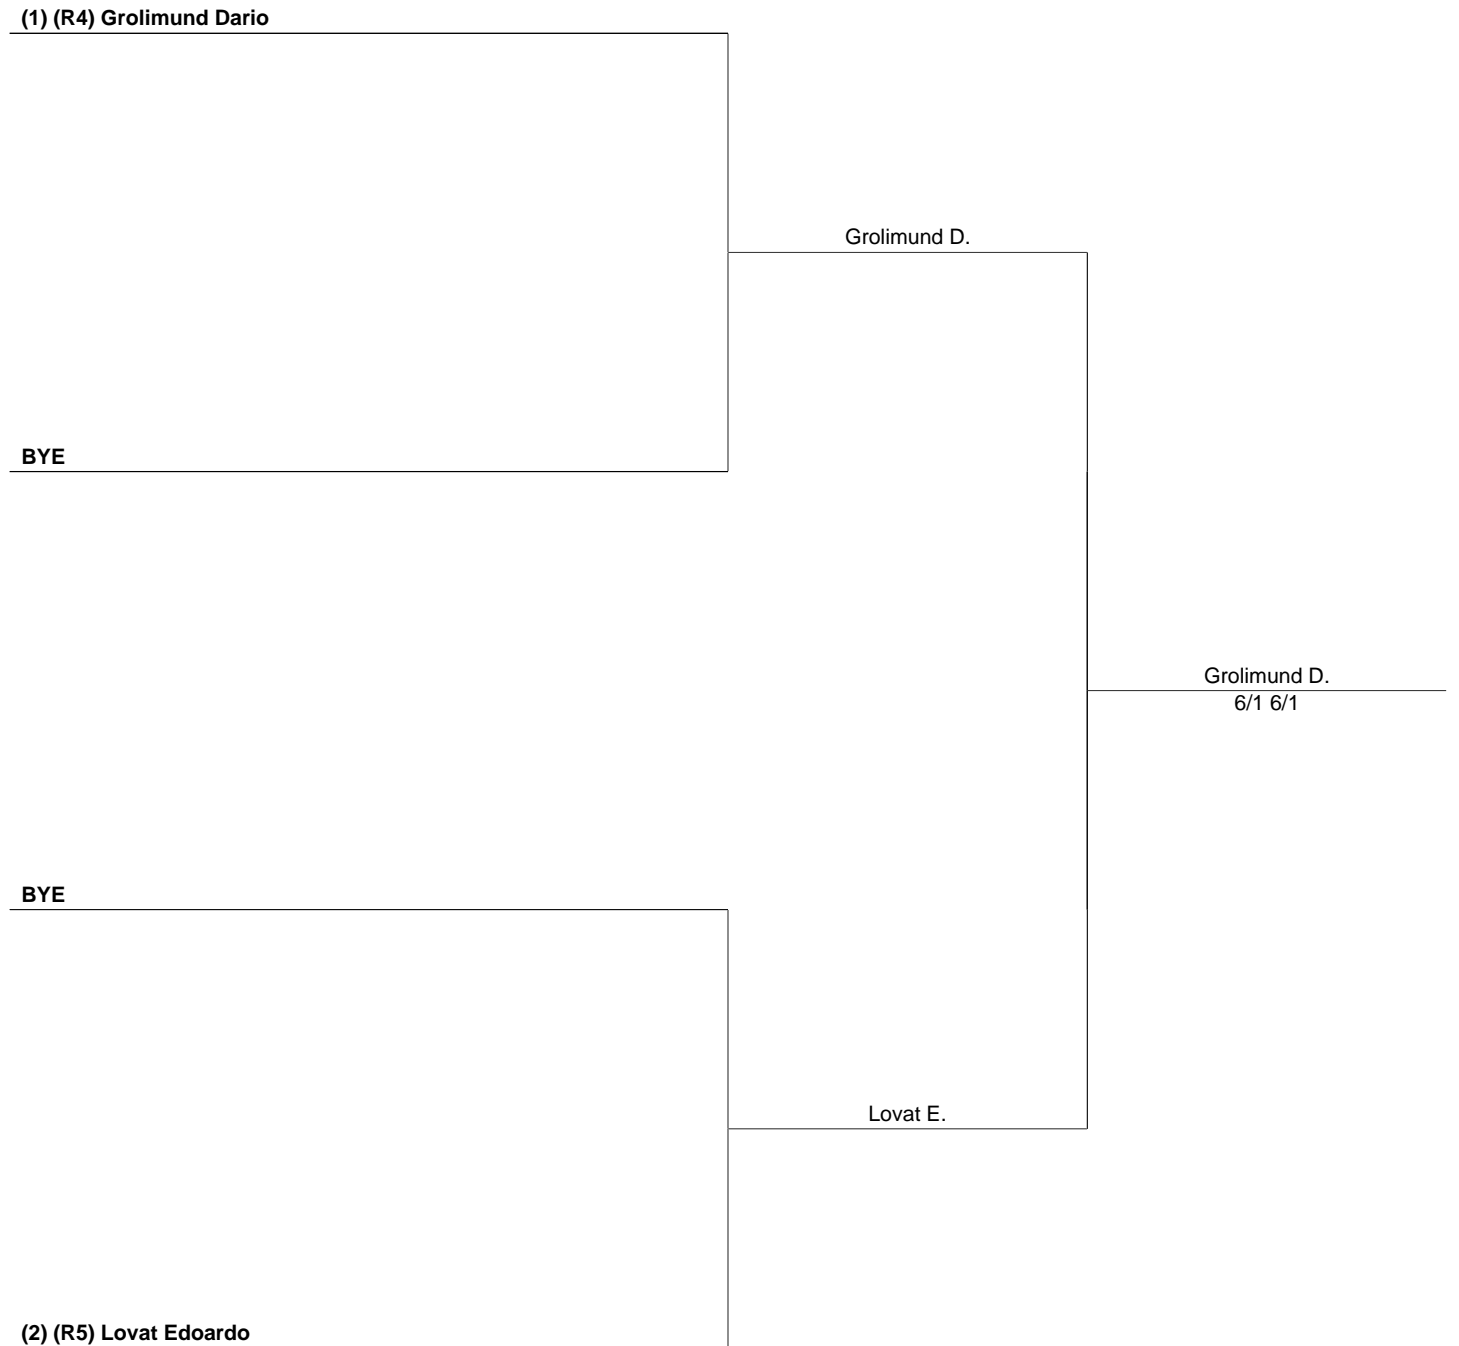 (1) (R4) Grolimund Dario
Grolimund D.
BYE
Grolimund D.
6/1 6/1
BYE
Lovat E.
(2) (R5) Lovat Edoardo